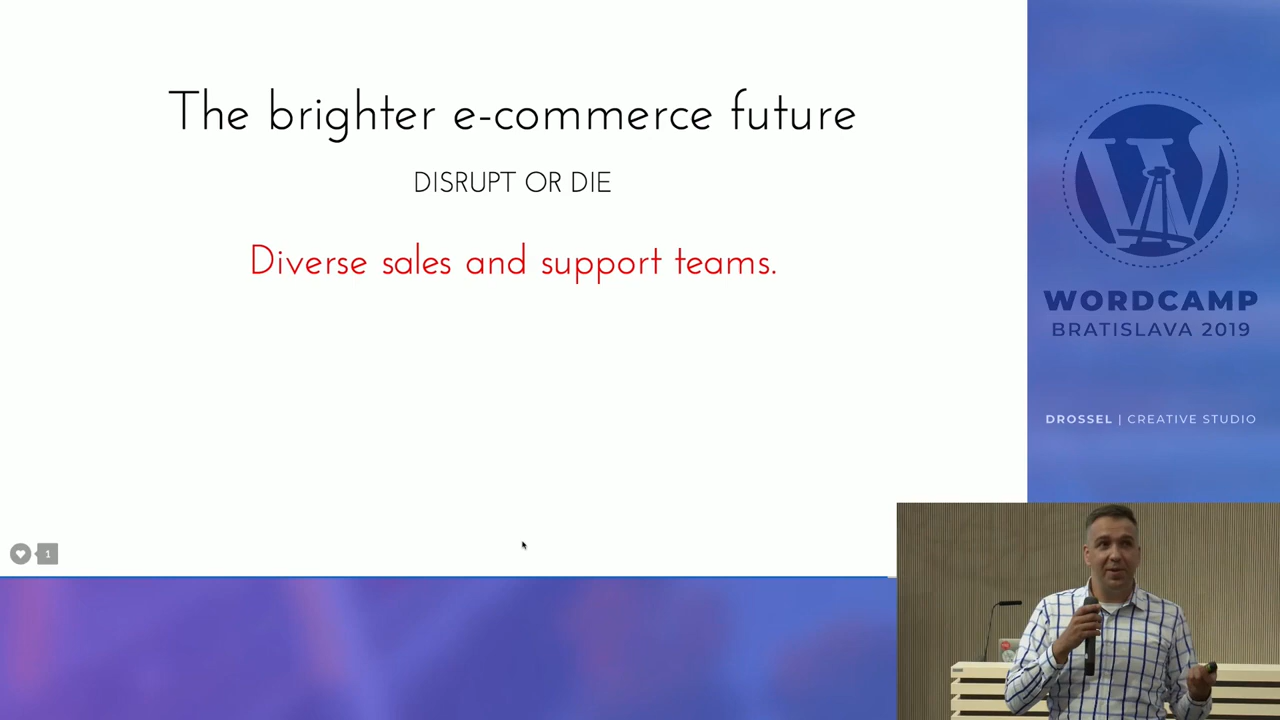 The brighter e-commerce future
DISRUPT OR DIE
Diverse sales and support teams.
1
WORDCAMP
BRATISLAVA 2019
DROSSEL | CREATIVE STUDIO